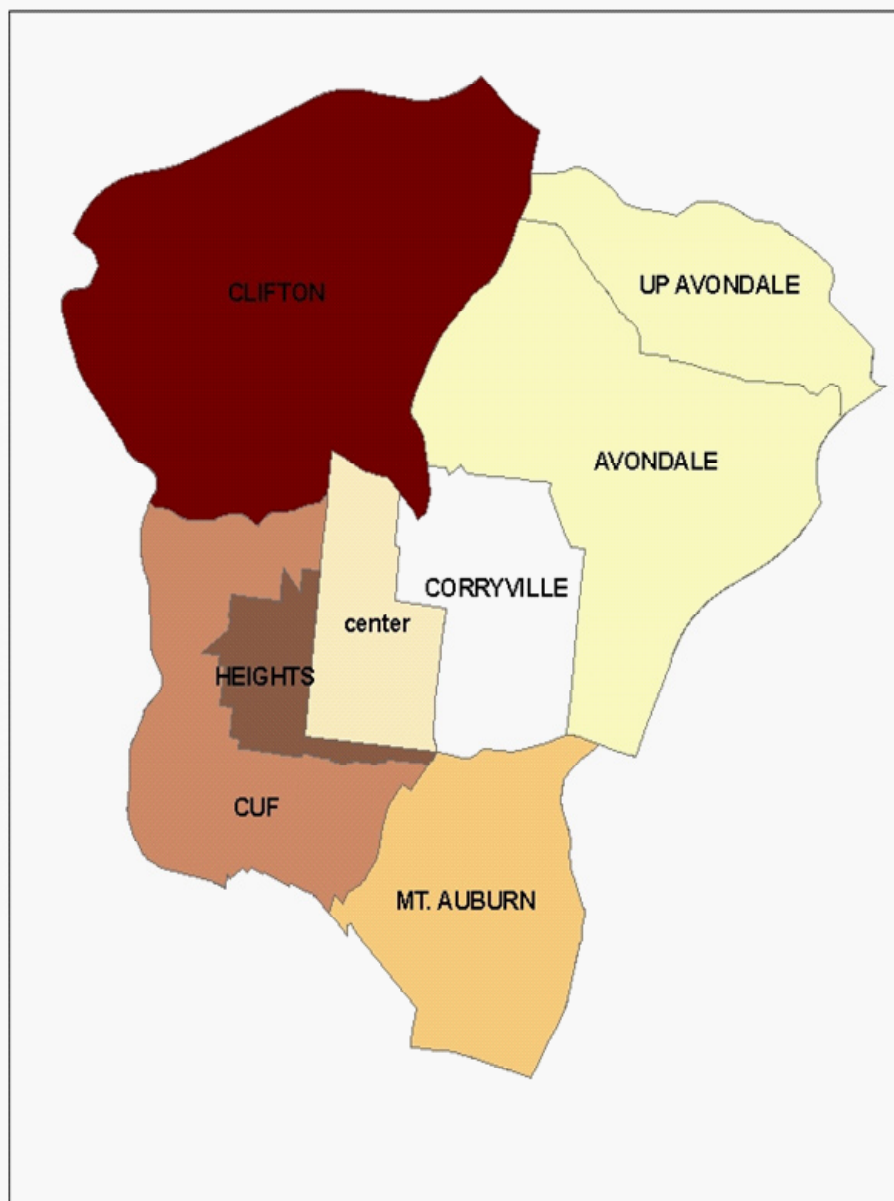 UP AVONDALE
CLIFTON
AVONDALE
CORRYVILLE
center
HEIGHTS
CUF
MT. AUBURN